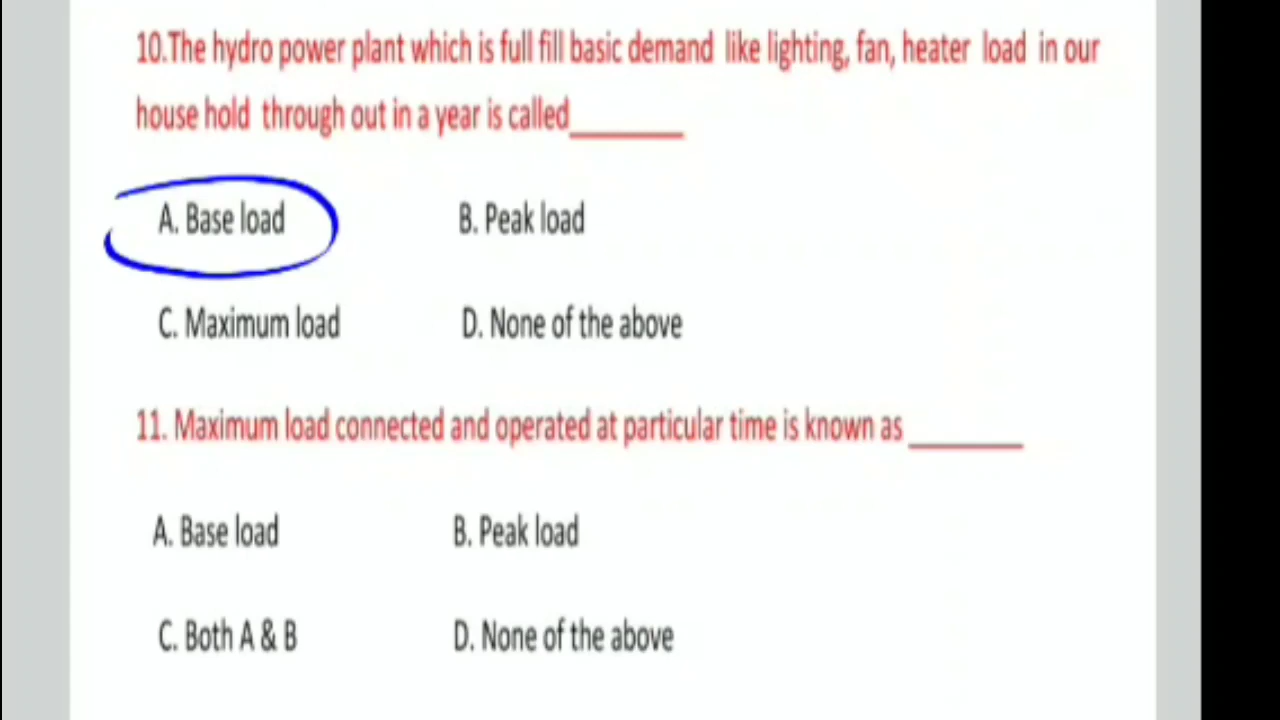 10.The hydro power plant which is full fill basic demand like lighting, fan, heater load in our
house hold through out in a year is called_______
A. Base load B. Peak load
C. Maximum load D. None of the above
11. Maximum load connected and operated at particular time is known as _______
A. Base load B. Peak load
C. Both A & B D. None of the above